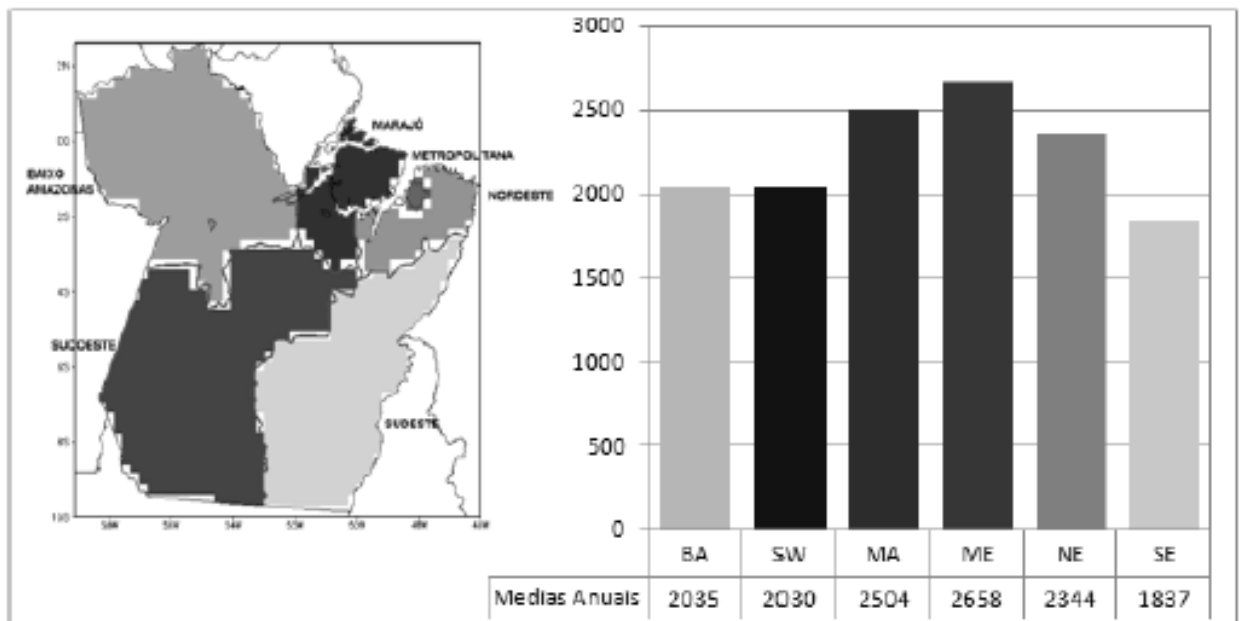 MARAJÓ
METROPOLITANA
BAIXO
AMAZONAS
NORDESTE
SUDOESTE
SUDESTE
3000
2500
2000
1500
1000
500
0
BA SW MA ME NE SE
Medias Anuais 2035 2030 2504 2658 2344 1837